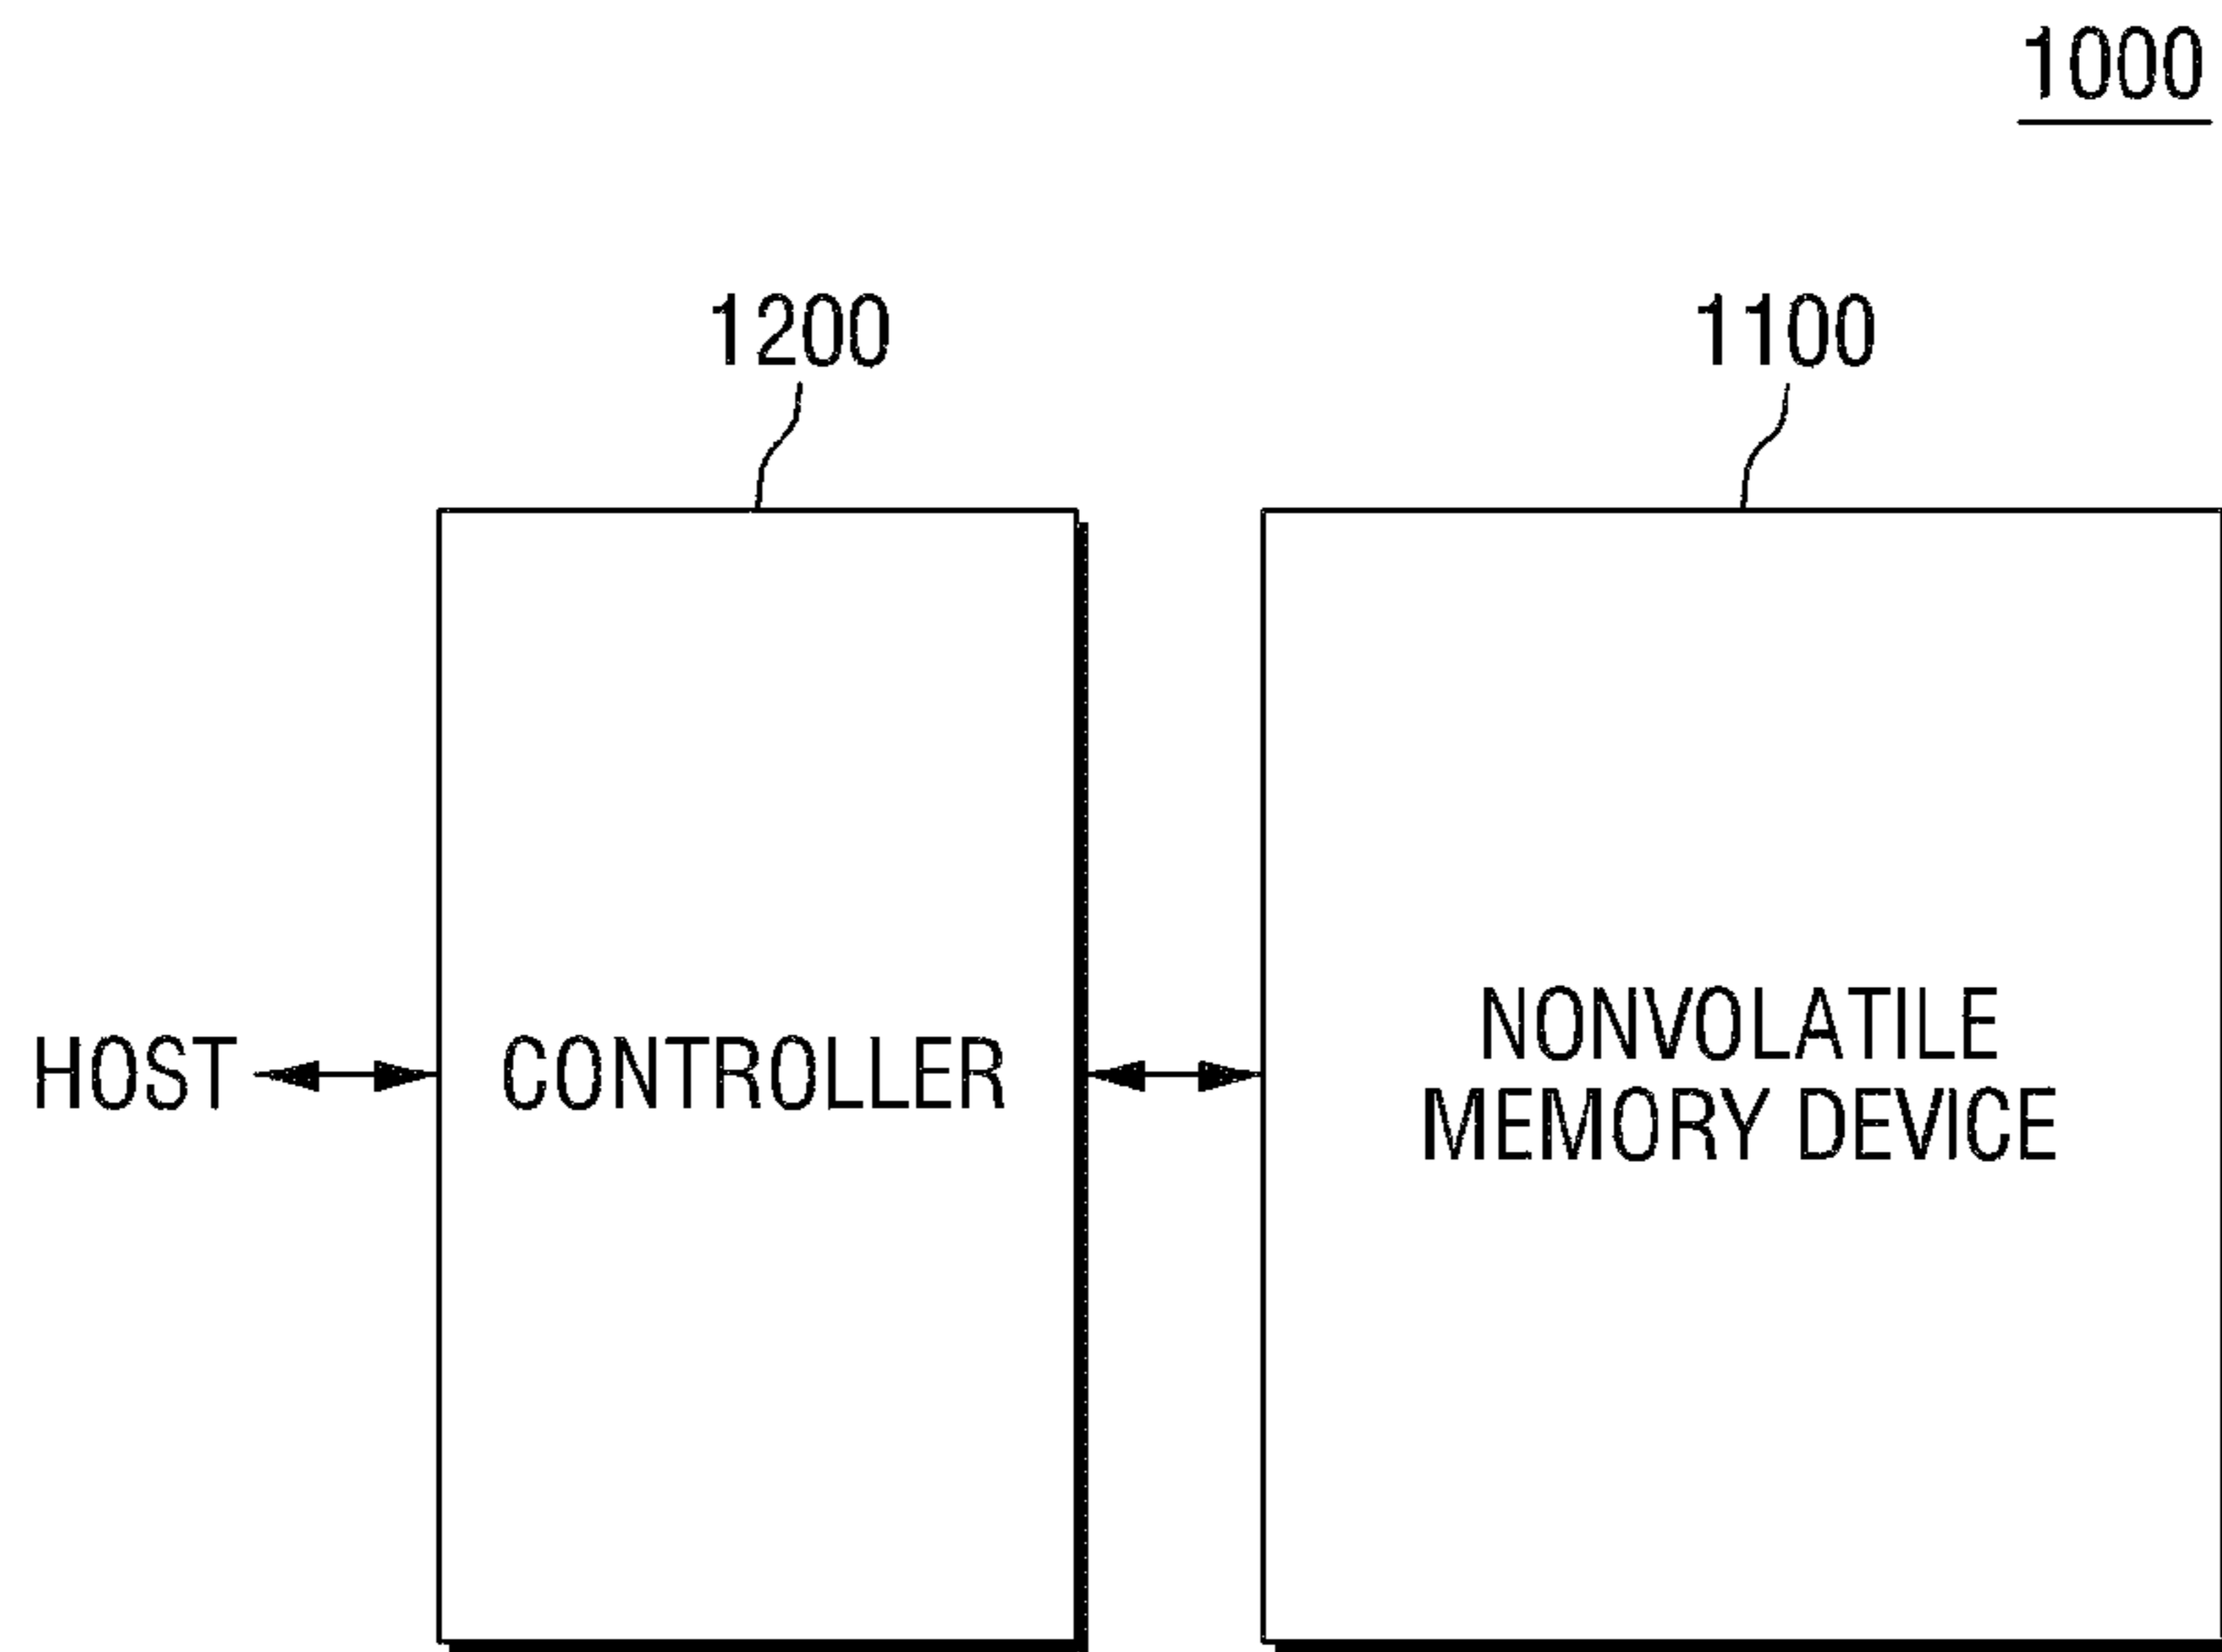 1000
1200
1100
HOST
CONTROLLER
NONVOLATILE
MEMORY DEVICE